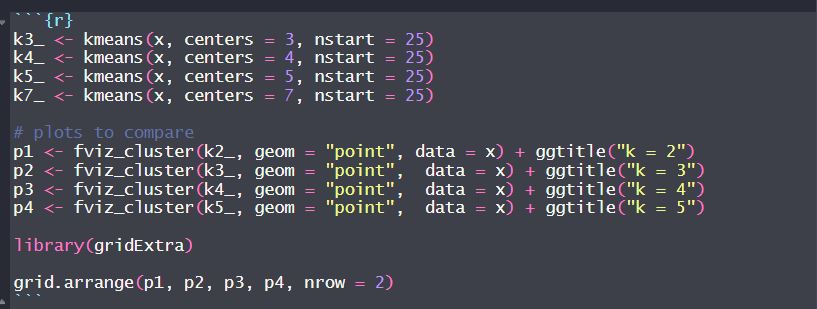 ```{r}
k3_ <- kmeans(x, centers = 3, nstart = 25)
k4_ <- kmeans(x, centers = 4, nstart = 25)
k5_ <- kmeans(x, centers = 5, nstart = 25)
k7_ <- kmeans(x, centers = 7, nstart = 25)

# plots to compare
p1 <- fviz_cluster(k2_, geom = "point", data = x) + ggtitle("k = 2")
p2 <- fviz_cluster(k3_, geom = "point",  data = x) + ggtitle("k = 3")
p3 <- fviz_cluster(k4_, geom = "point",  data = x) + ggtitle("k = 4")
p4 <- fviz_cluster(k5_, geom = "point",  data = x) + ggtitle("k = 5")

library(gridExtra)

grid.arrange(p1, p2, p3, p4, nrow = 2)
```